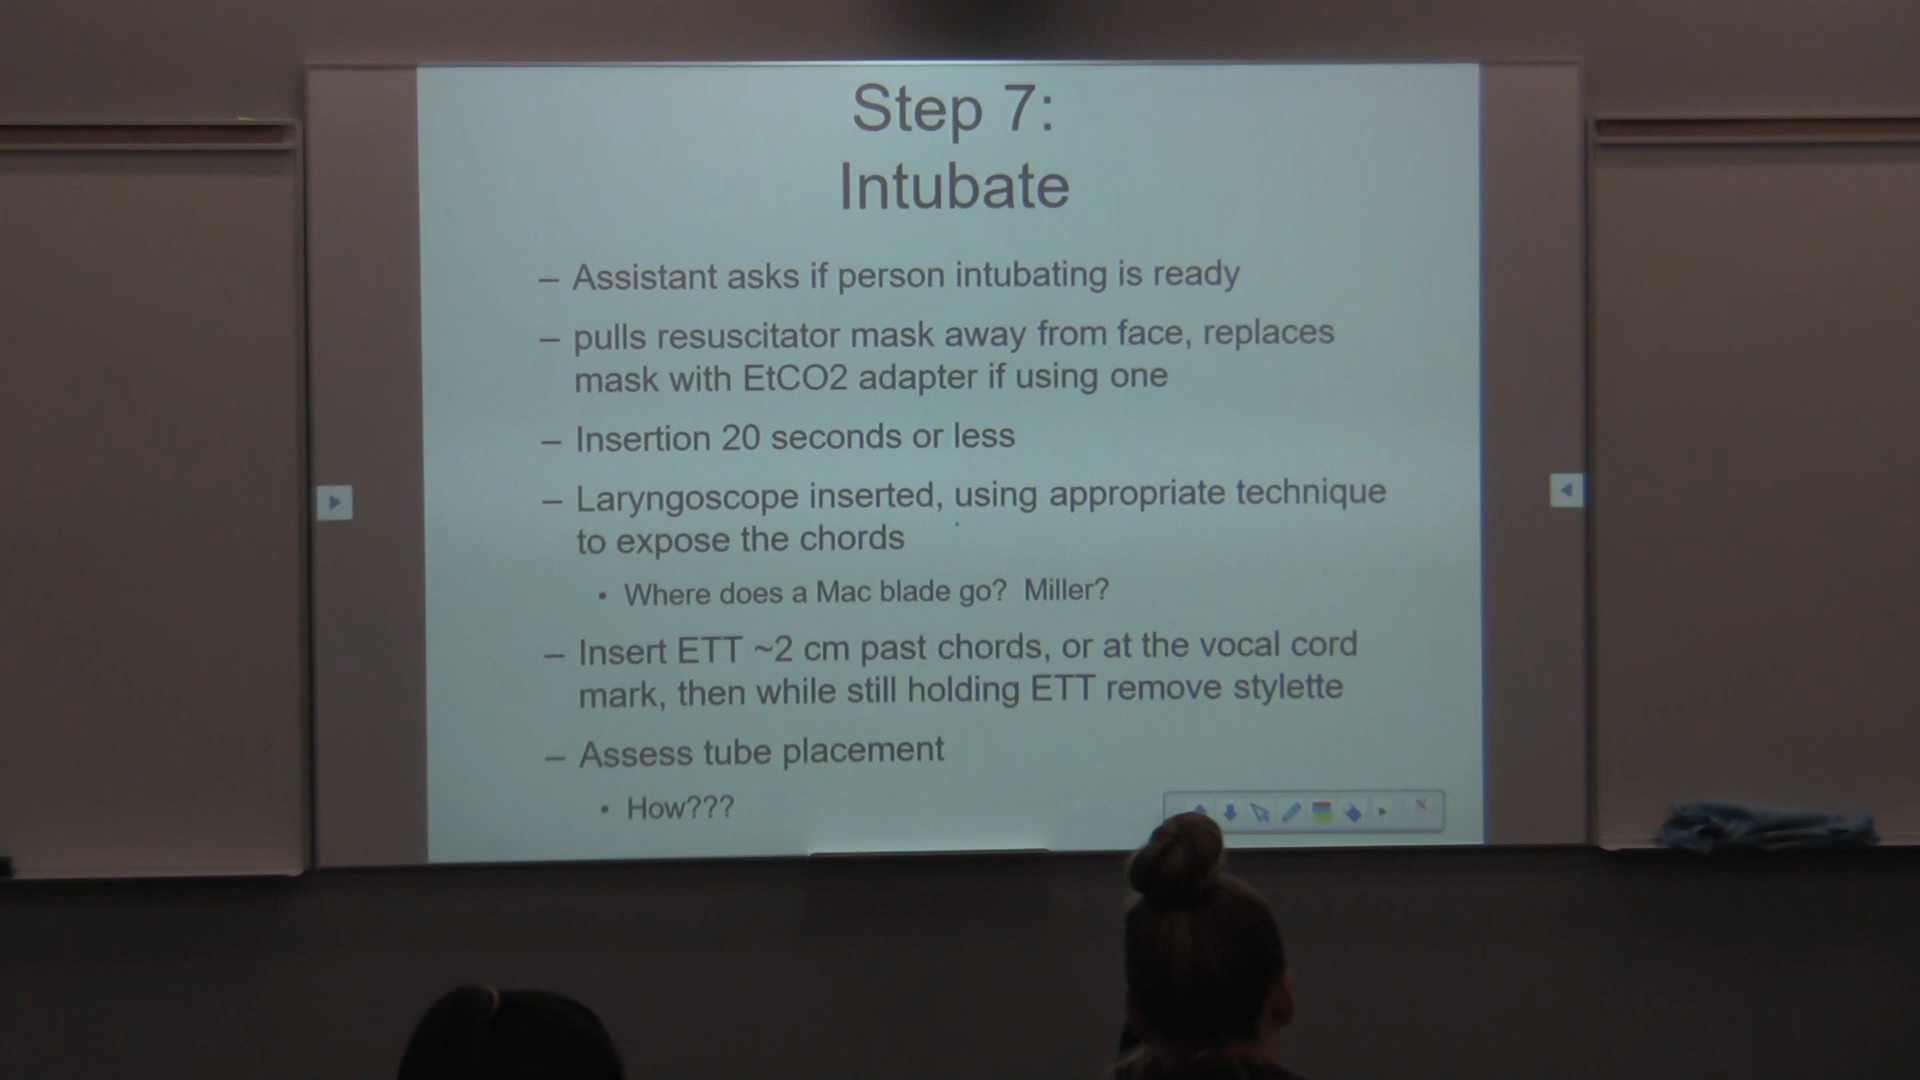 Step 7:
Intubate
– Assistant asks if person intubating is ready
– pulls resuscitator mask away from face, replaces
mask with EtCO2 adapter if using one
– Insertion 20 seconds or less
– Laryngoscope inserted, using appropriate technique
to expose the chords
• Where does a Mac blade go? Miller?
– Insert ETT ~2 cm past chords, or at the vocal cord
mark, then while still holding ETT remove stylette
– Assess tube placement
• How???